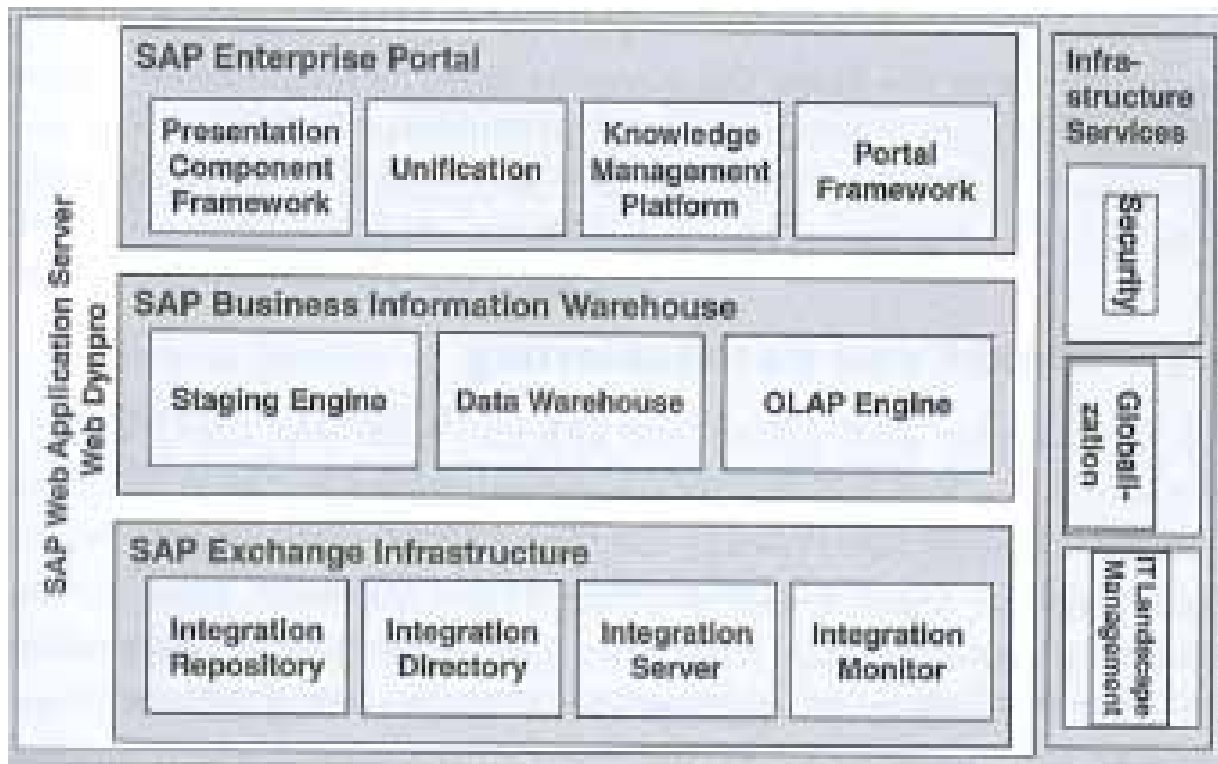 SAP Web Application Server
Web Dynpro
SAP Enterprise Portal
Presentation
Component
Framework
Unification
Knowledge
Management
Platform
Portal
Framework
SAP Business Information Warehouse
Staging Engine
Data Warehouse
OLAP Engine
SAP Exchange Infrastructure
Integration
Repository
Integration
Directory
Integration
Server
Integration
Monitor
Infra-
structure
Services
Security
Globali-
zation
IT Landscape
Management